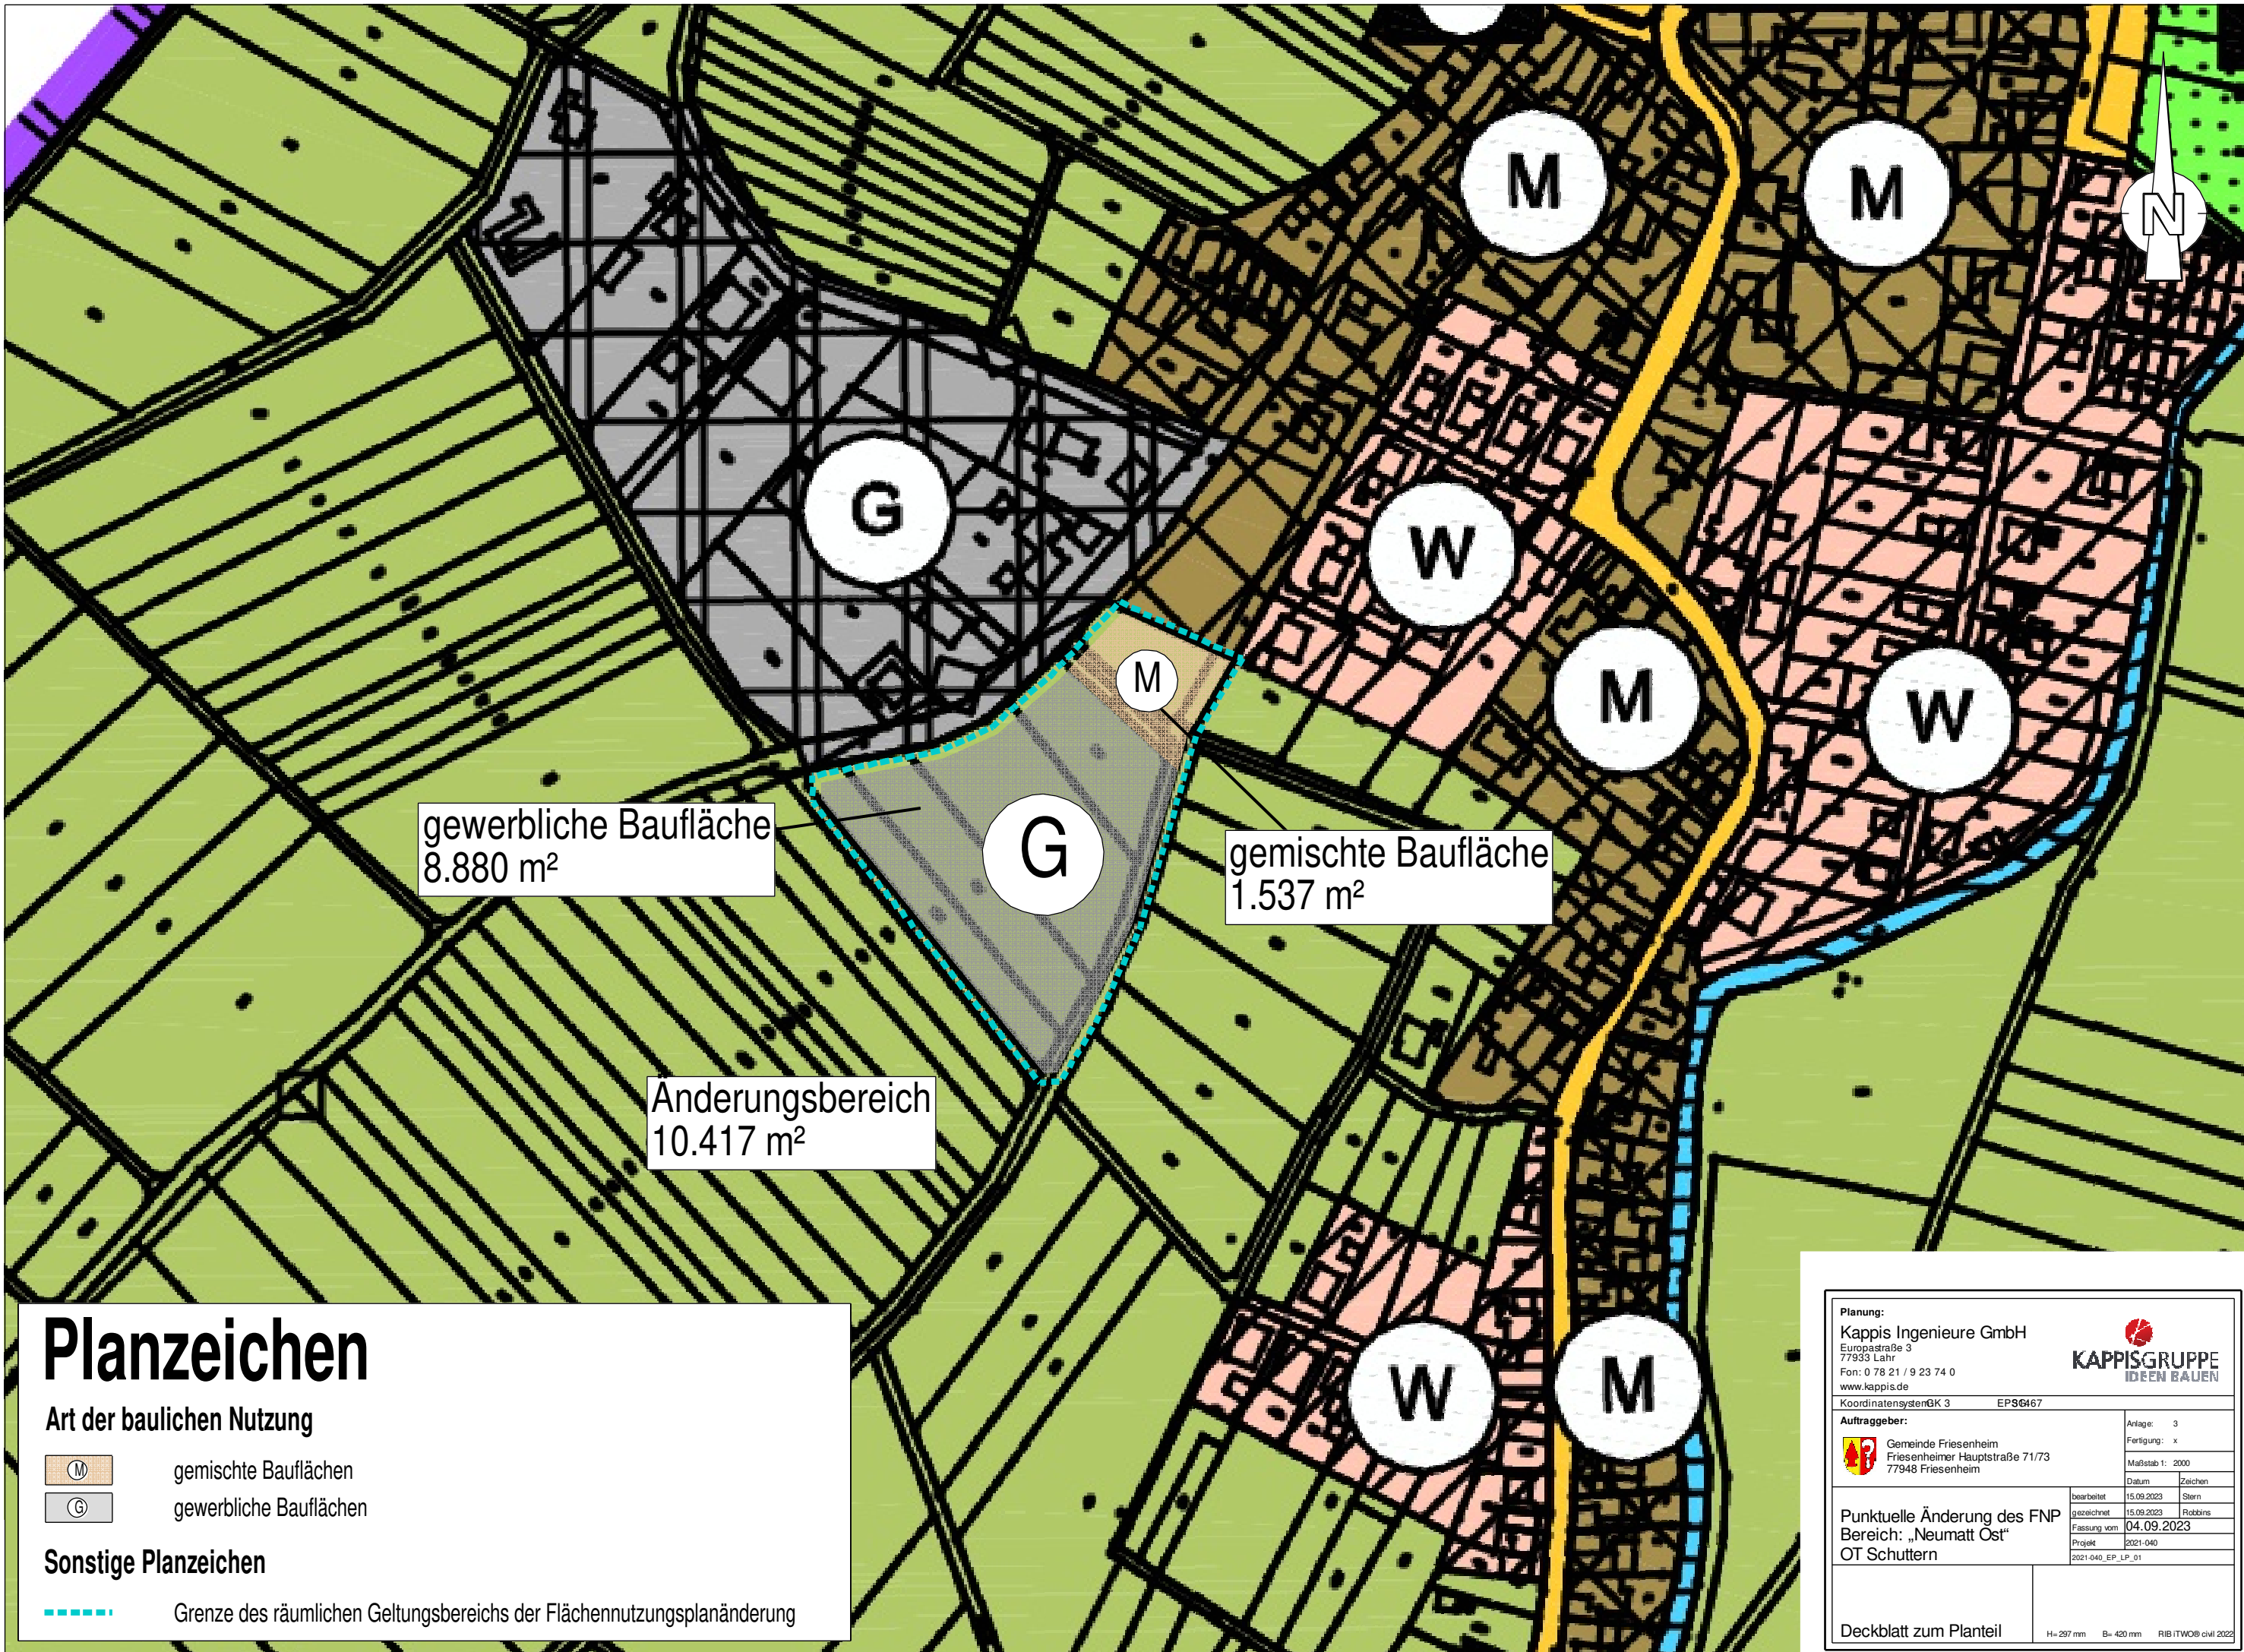 M
M
N
G
W
M
M
W
gewerbliche Baufläche
8.880 m²
G
gemischte Baufläche
1.537 m²
Änderungsbereich
10.417 m²
W
M
Planzeichen
Art der baulichen Nutzung
M gemischte Bauflächen
G gewerbliche Bauflächen
Sonstige Planzeichen
Grenze des räumlichen Geltungsbereichs der Flächennutzungsplanänderung
Planung:
Kappis Ingenieure GmbH
Europastraße 3
77933 Lahr
Fon: 0 78 21 / 9 23 74 0
www.kappis.de
KAPPISGRUPPE
IDEEN BAUEN
Koordinatensystem GK 3
Auftraggeber:
Gemeinde Friesenheim
Friesenheimer Hauptstraße 71/73
77948 Friesenheim
Anlage: 3
Fertigung: x
Maßstab 1: 2000
Datum Zeichen
bearbeitet 15.09.2023 Stern
gezeichnet 15.09.2023 Robbins
Fassung vom 04.09.2023
Projekt 2021-040
2021-040_EP_LP_01
Punktuelle Änderung des FNP
Bereich: „Neumatt Ost“
OT Schuttern
Deckblatt zum Planteil
H= 297 mm B= 420 mm RIB iTWO® civil 2022